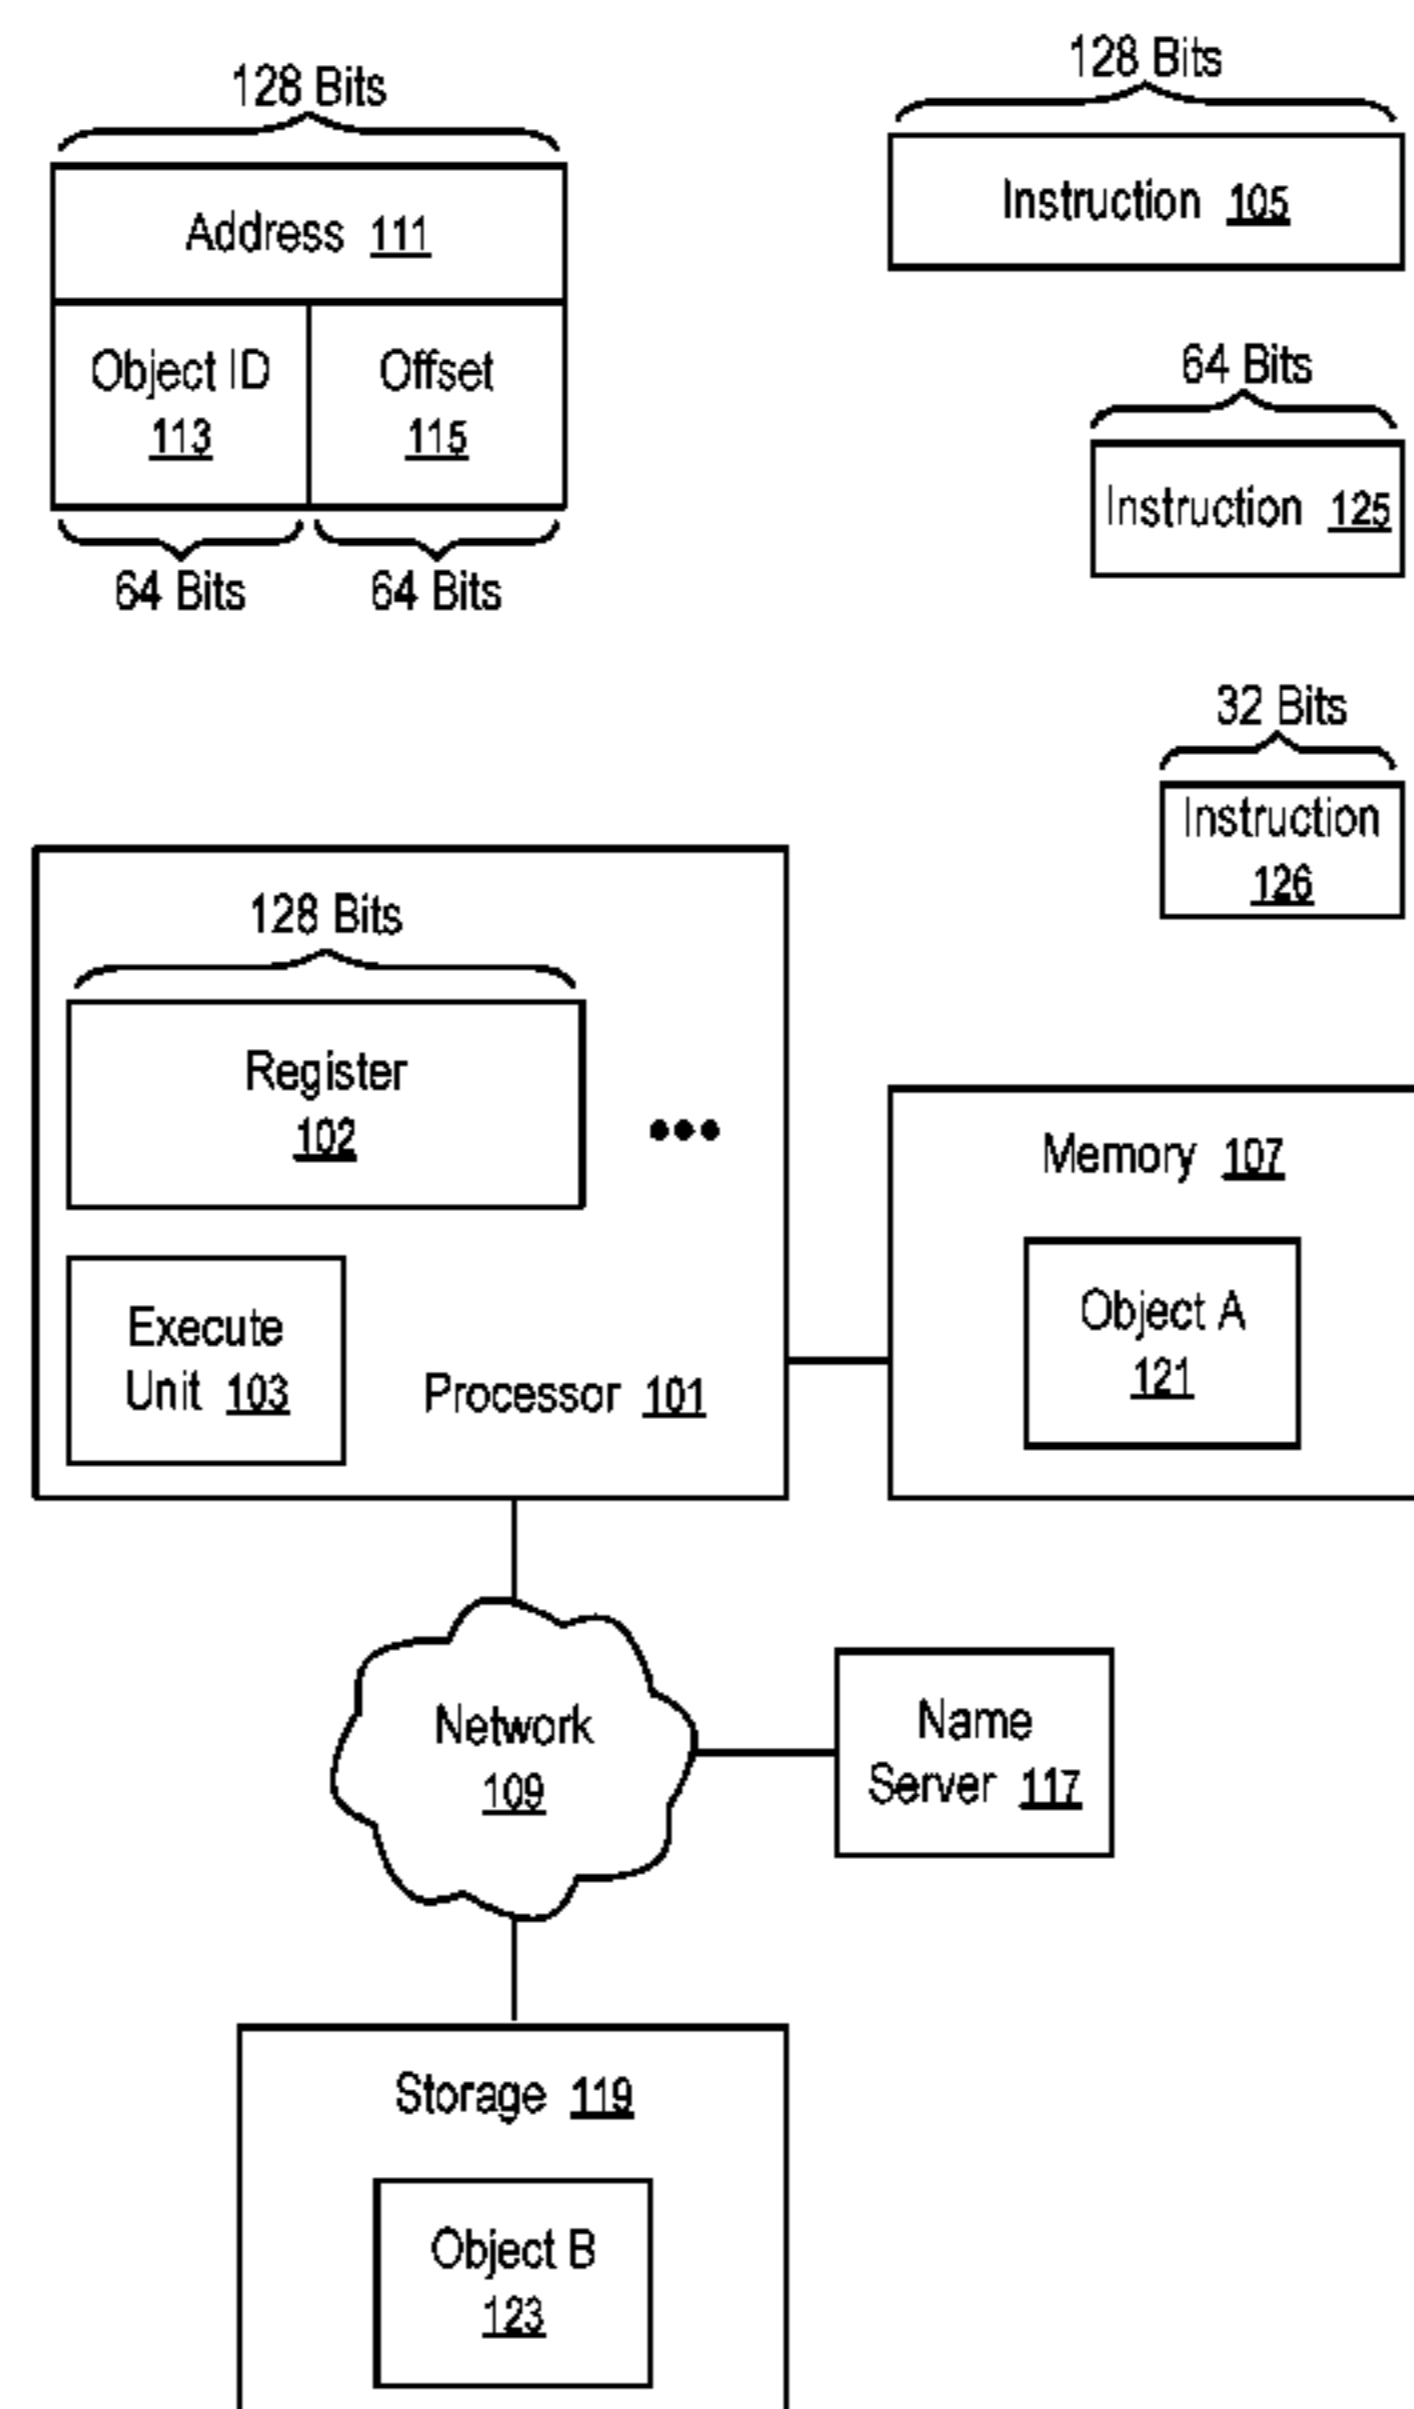 128 Bits
Address 111
Object ID
113
Offset
115
64 Bits
64 Bits
128 Bits
Instruction 105
64 Bits
Instruction 125
32 Bits
Instruction
126
128 Bits
Register
102
Execute
Unit 103
Processor 101
Memory 107
Object A
121
Network
109
Name
Server 117
Storage 119
Object B
123